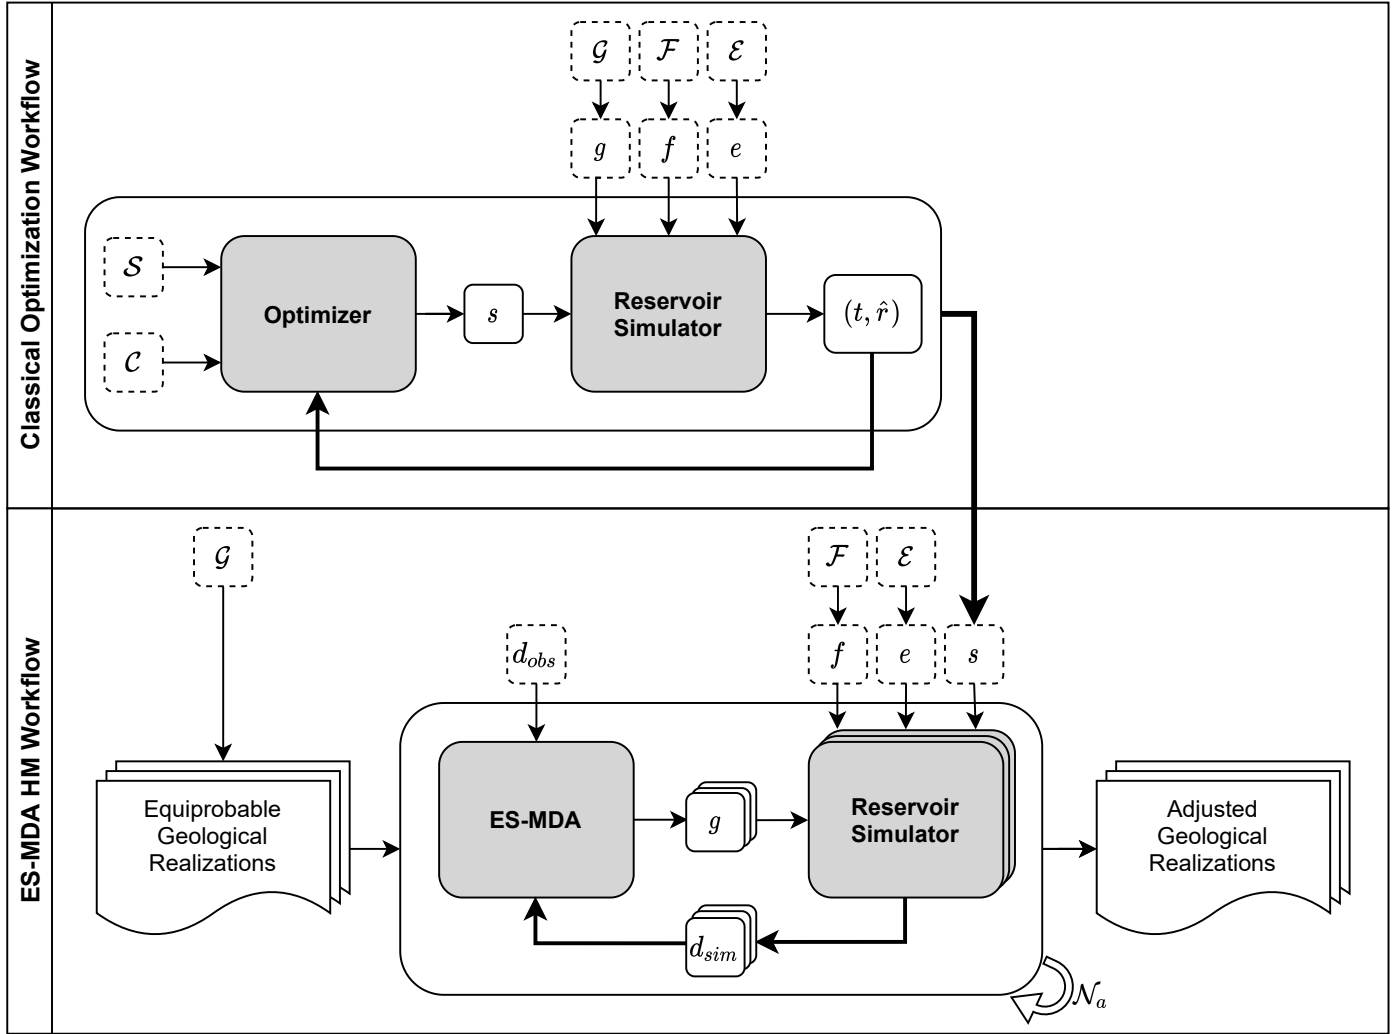 Classical Optimization Workflow
𝒢
ℱ
ℰ
g
f
e
𝒮
𝒞
Optimizer
s
Reservoir
Simulator
(t, r̂)
ES-MDA HM Workflow
𝒢
ℱ
ℰ
d_obs
f
e
s
Equiprobable
Geological
Realizations
ES-MDA
g
Reservoir
Simulator
d_sim
Adjusted
Geological
Realizations
𝒩_a